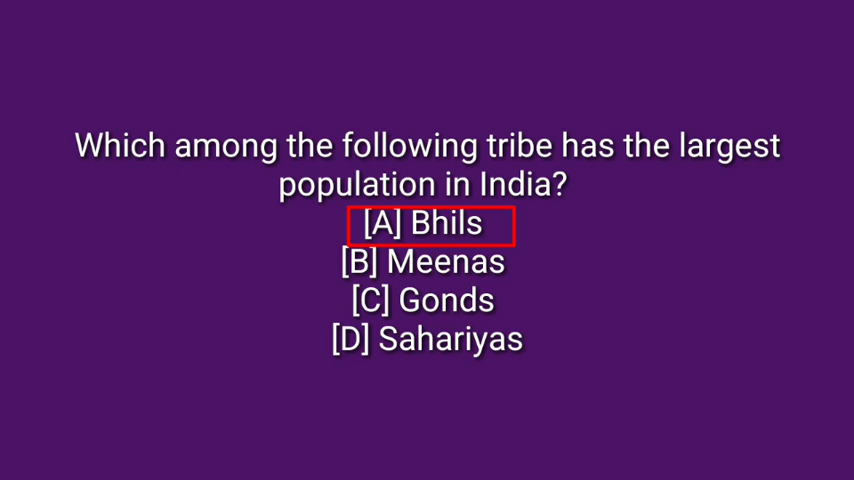 Which among the following tribe has the largest
population in India?
[A] Bhils
[B] Meenas
[C] Gonds
[D] Sahariyas